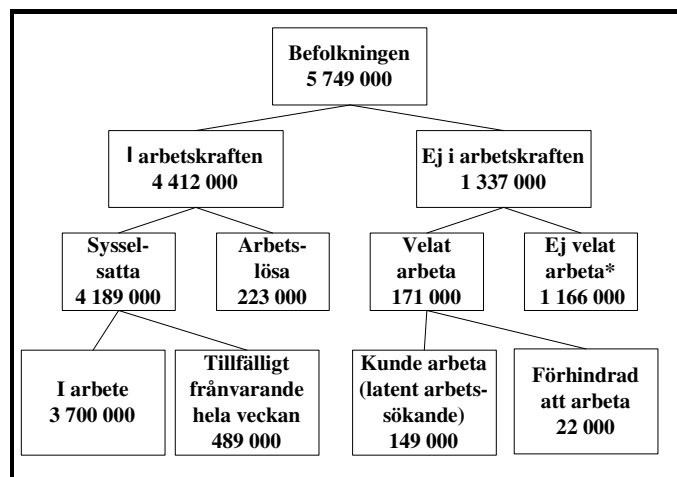 Befolkningen
5 749 000
I arbetskraften
4 412 000
Ej i arbetskraften
1 337 000
Syssel-
satta
4 189 000
Arbets-
lösa
223 000
Velat
arbeta
171 000
Ej velat
arbeta*
1 166 000
I arbete
3 700 000
Tillfälligt
frånvarande
hela veckan
489 000
Kunde arbeta
(latent arbets-
sökande)
149 000
Förhindrad
att arbeta
22 000